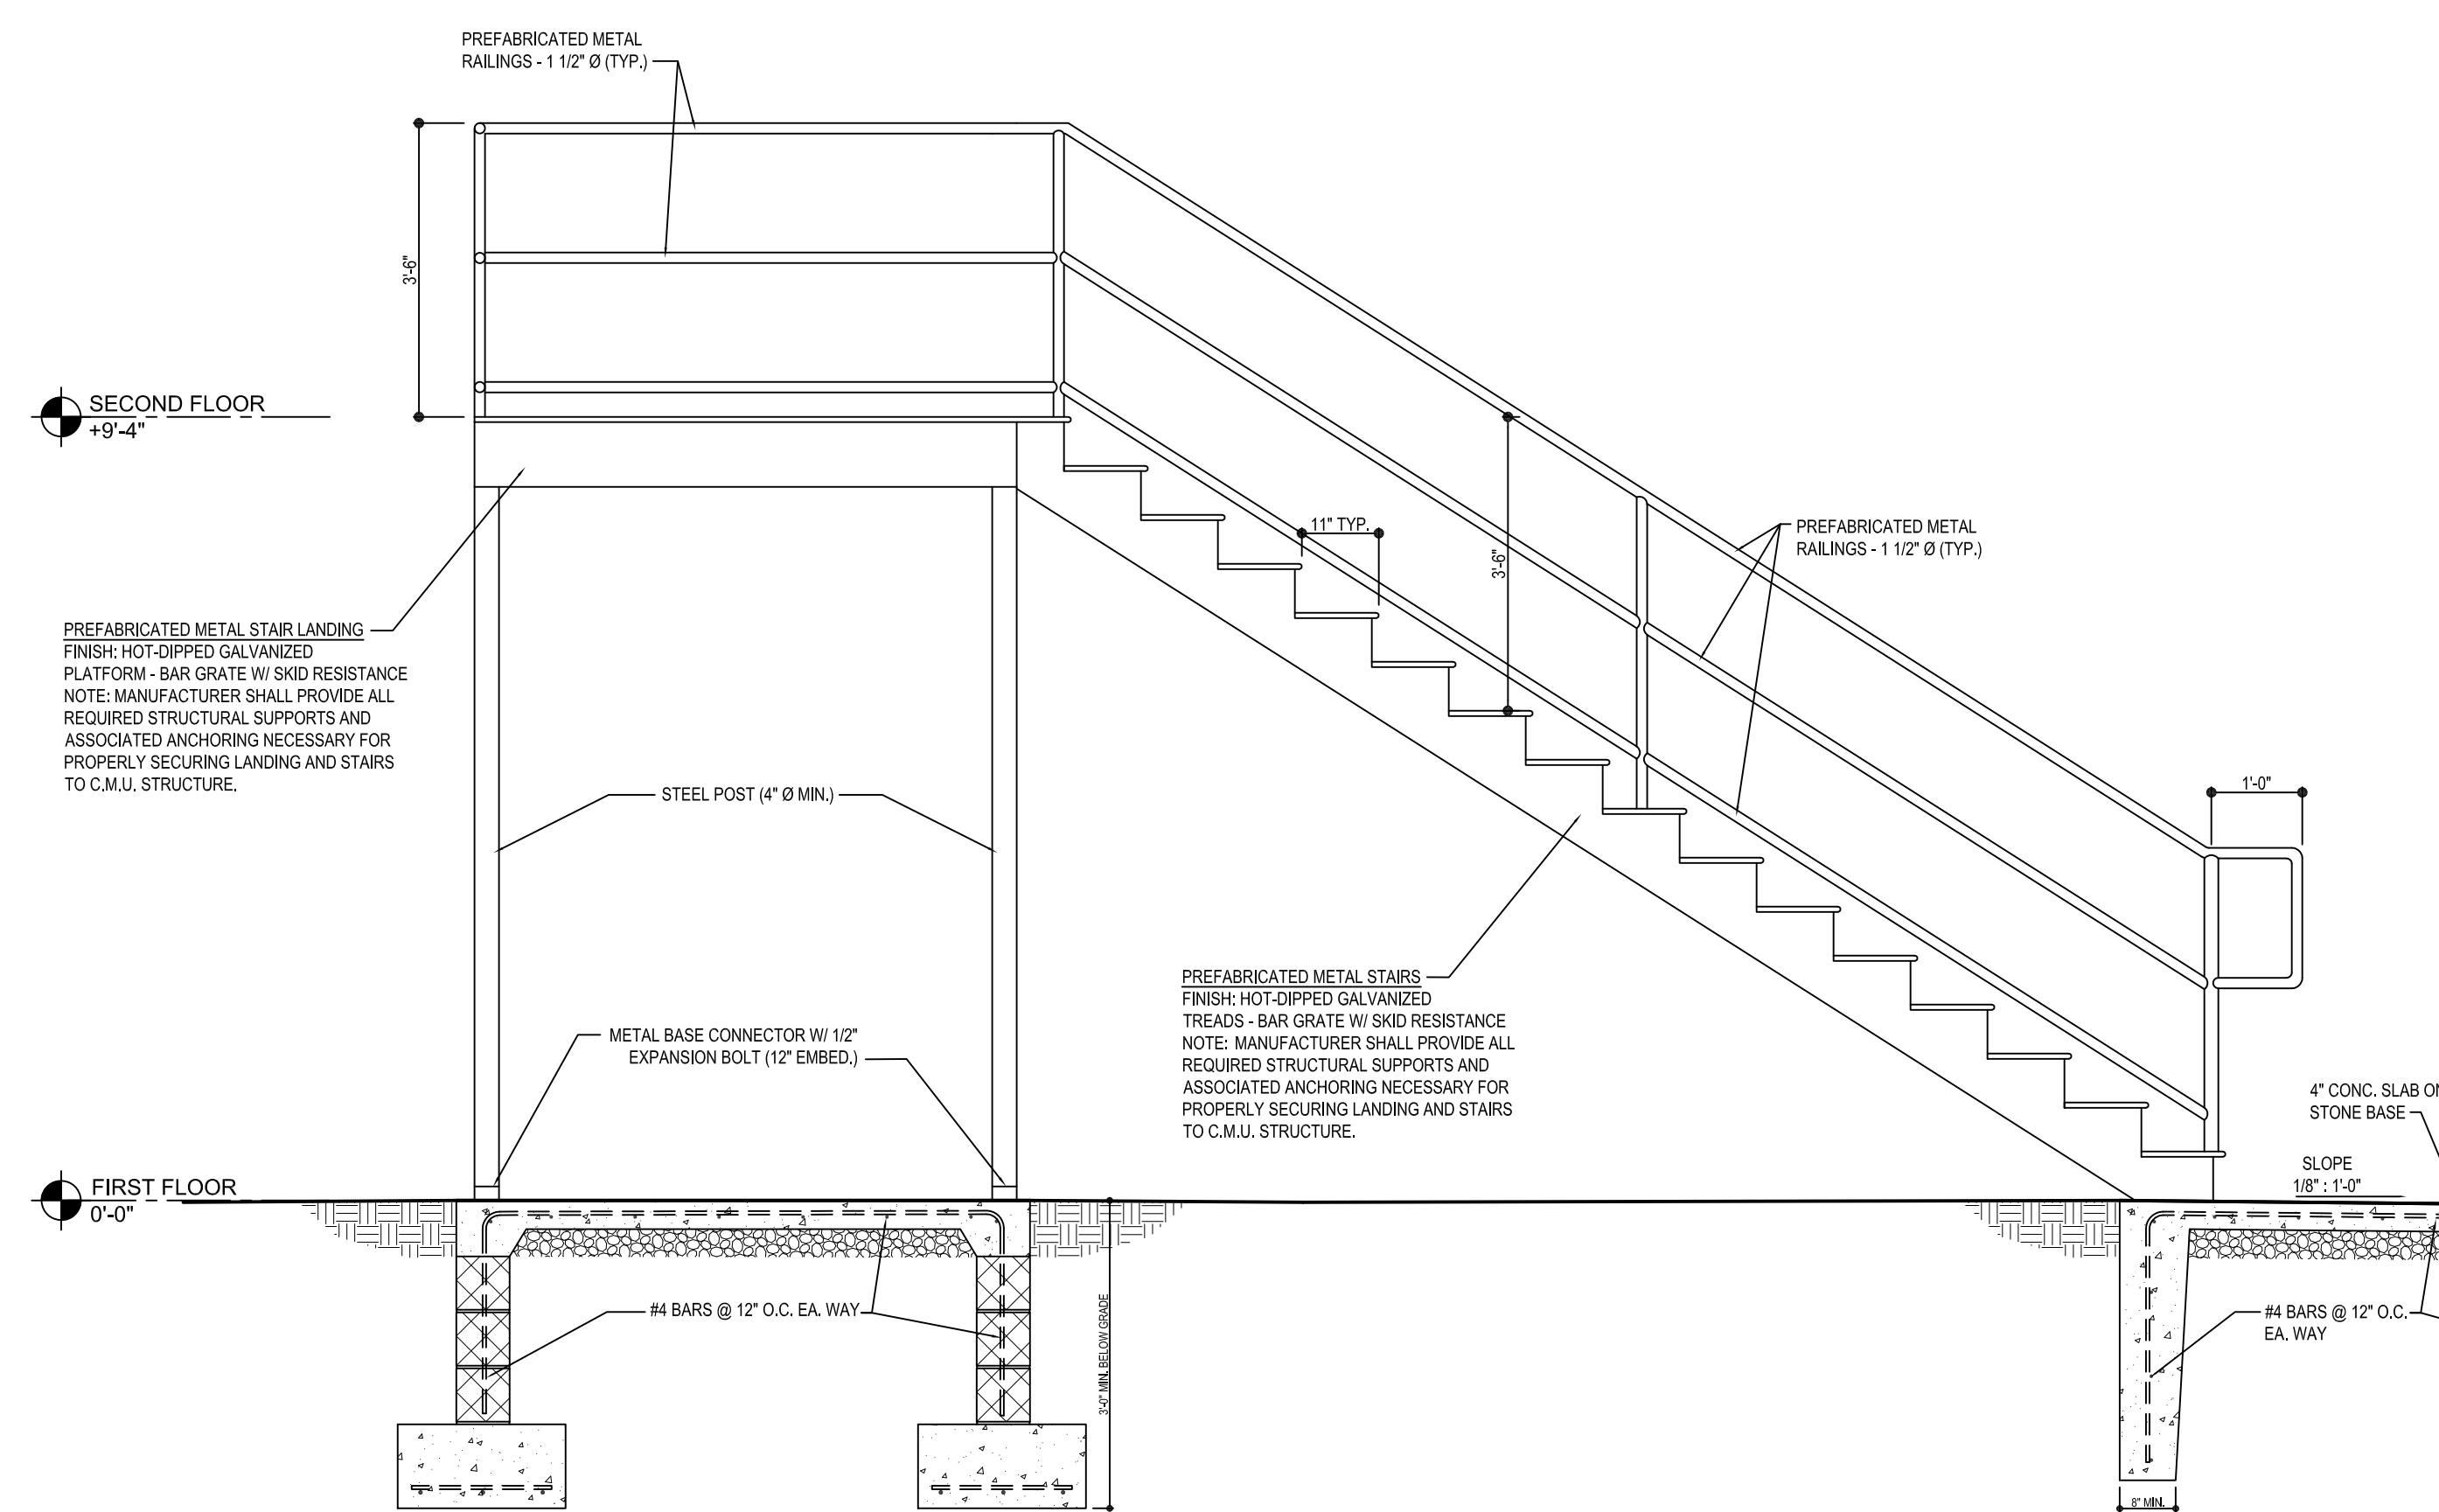 PREFABRICATED METAL
RAILINGS - 1 1/2" Ø (TYP.)
3'-6"
SECOND FLOOR
+9'-4"
11" TYP.
3'-6"
PREFABRICATED METAL
RAILINGS - 1 1/2" Ø (TYP.)
PREFABRICATED METAL STAIR LANDING
FINISH: HOT-DIPPED GALVANIZED
PLATFORM - BAR GRATE W/ SKID RESISTANCE
NOTE: MANUFACTURER SHALL PROVIDE ALL
REQUIRED STRUCTURAL SUPPORTS AND
ASSOCIATED ANCHORING NECESSARY FOR
PROPERLY SECURING LANDING AND STAIRS
TO C.M.U. STRUCTURE.
STEEL POST (4" Ø MIN.)
1'-0"
PREFABRICATED METAL STAIRS
FINISH: HOT-DIPPED GALVANIZED
TREADS - BAR GRATE W/ SKID RESISTANCE
NOTE: MANUFACTURER SHALL PROVIDE ALL
REQUIRED STRUCTURAL SUPPORTS AND
ASSOCIATED ANCHORING NECESSARY FOR
PROPERLY SECURING LANDING AND STAIRS
TO C.M.U. STRUCTURE.
METAL BASE CONNECTOR W/ 1/2"
EXPANSION BOLT (12" EMBED.)
4" CONC. SLAB
STONE BASE
SLOPE
1/8" : 1'-0"
FIRST FLOOR
0'-0"
#4 BARS @ 12" O.C. EA. WAY
3'-0" MIN. BELOW GRADE
#4 BARS @ 12" O.C.
EA. WAY
8" MIN.